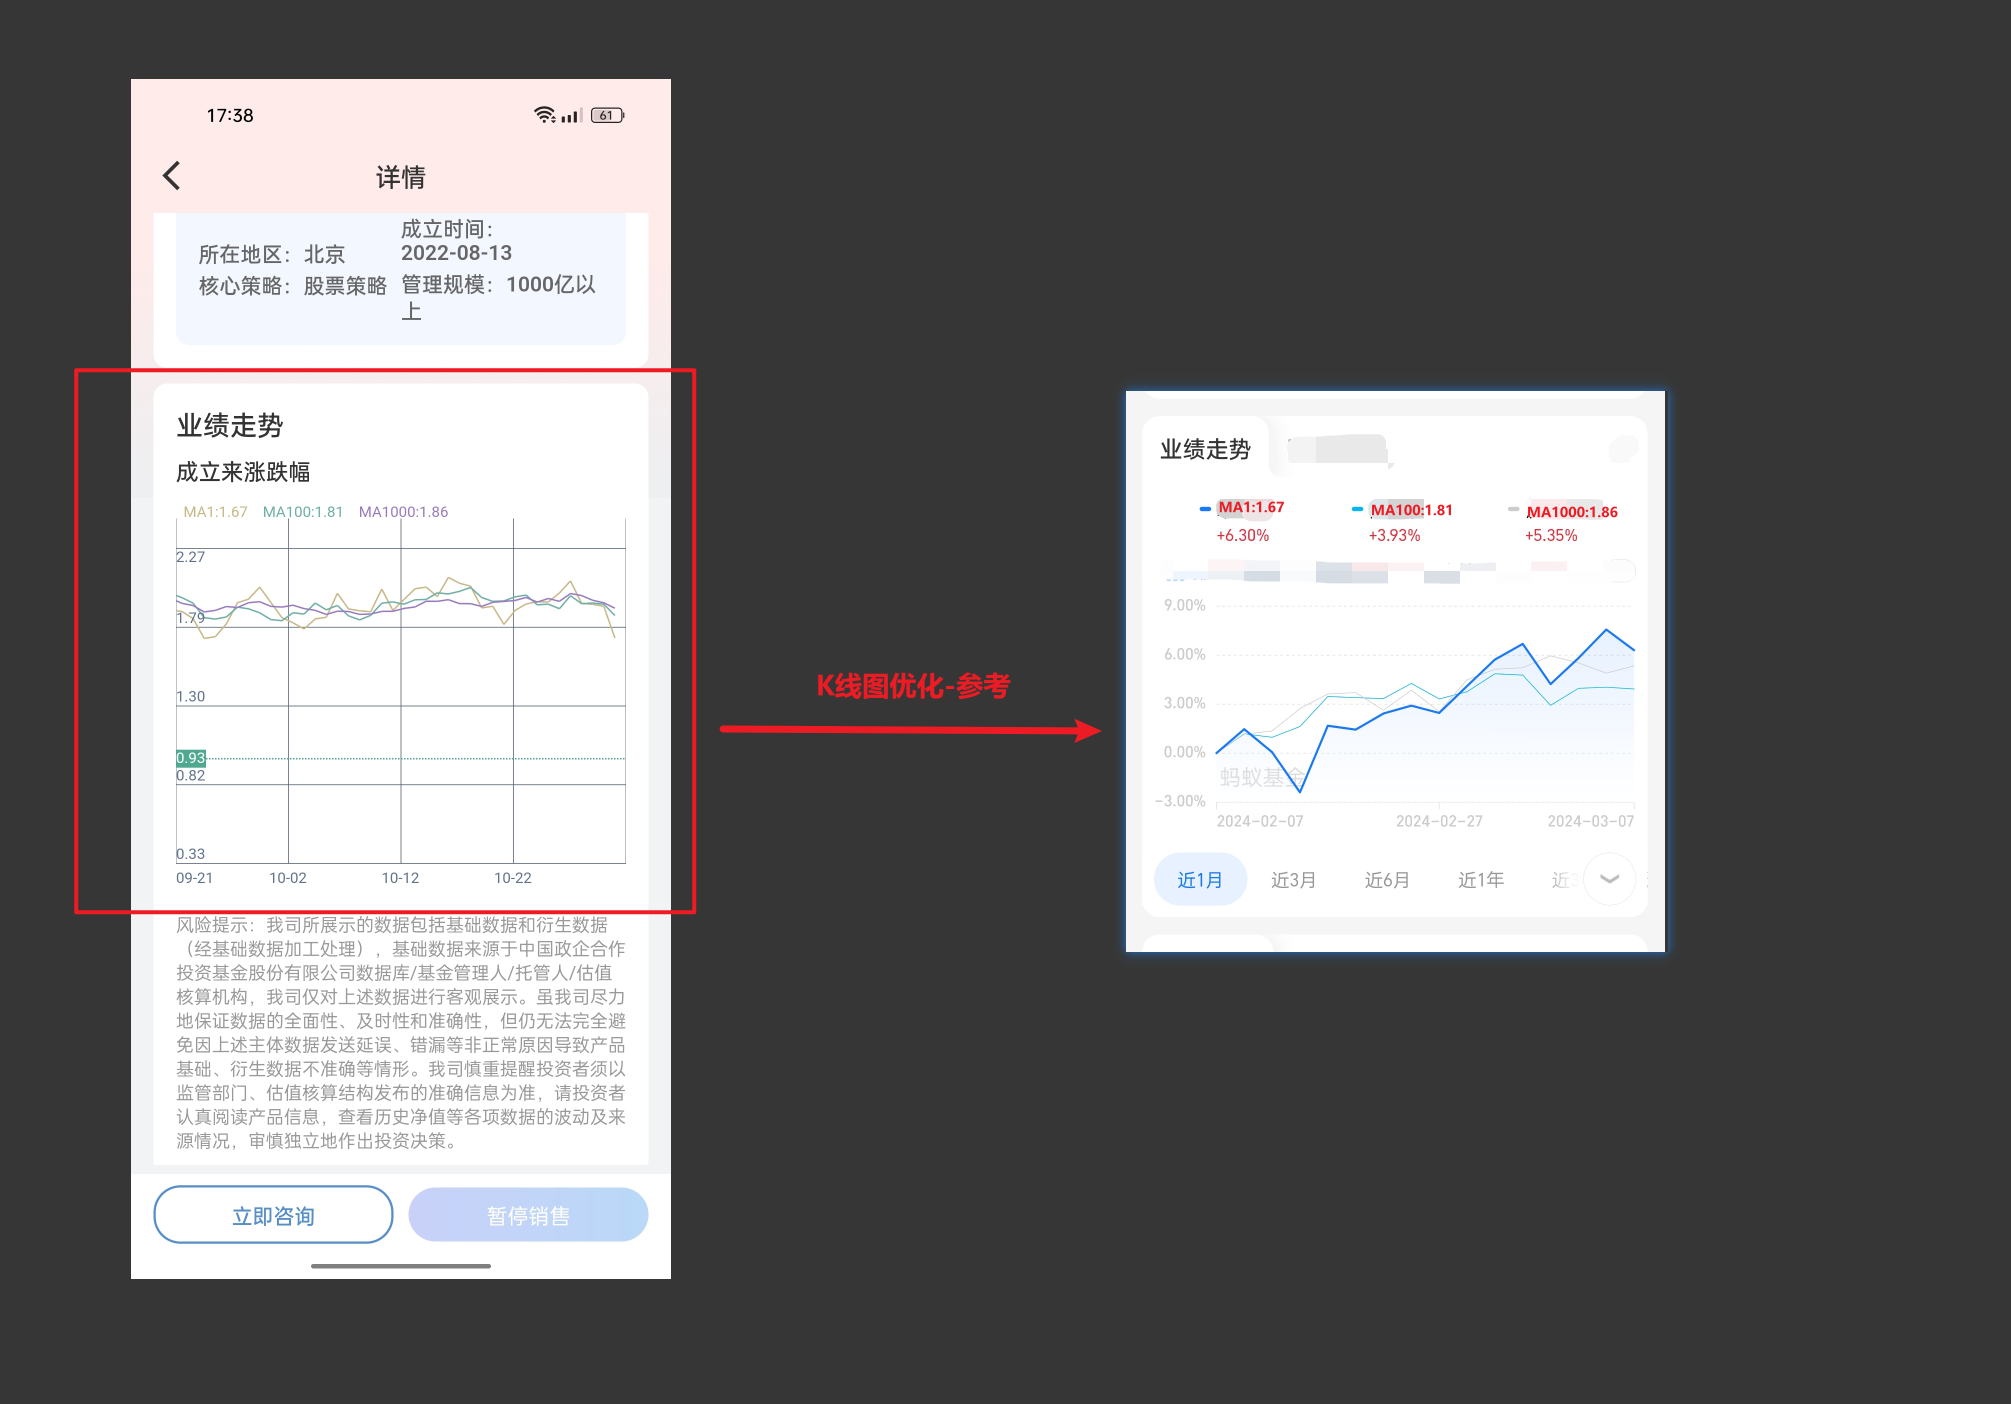 17:38
61
详情
成立时间：
所在地区：北京
2022-08-13
核心策略：股票策略
管理规模：1000亿以
上
业绩走势
成立来涨跌幅
MA1:1.67 MA100:1.81 MA1000:1.86
2.27
1.79
1.30
0.93
0.82
0.33
09-21 10-02 10-12 10-22
风险提示：我司所展示的数据包括基础数据和衍生数据
（经基础数据加工处理），基础数据来源于中国政企合作
投资基金股份有限公司数据库/基金管理人/托管人/估值
核算机构，我司仅对上述数据进行客观展示。虽我司尽力
地保证数据的全面性、及时性和准确性，但仍无法完全避
免因上述主体数据发送延误、错漏等非正常原因导致产品
基础、衍生数据不准确等情形。我司慎重提醒投资者须以
监管部门、估值核算结构发布的准确信息为准，请投资者
认真阅读产品信息，查看历史净值等各项数据的波动及来
源情况，审慎独立地作出投资决策。
立即咨询
暂停销售
K线图优化-参考
业绩走势
MA1:1.67 MA100:1.81 MA1000:1.86
+6.30% +3.93% +5.35%
9.00%
6.00%
3.00%
0.00%
蚂蚁基金
-3.00%
2024-02-07 2024-02-27 2024-03-07
近1月 近3月 近6月 近1年 近3